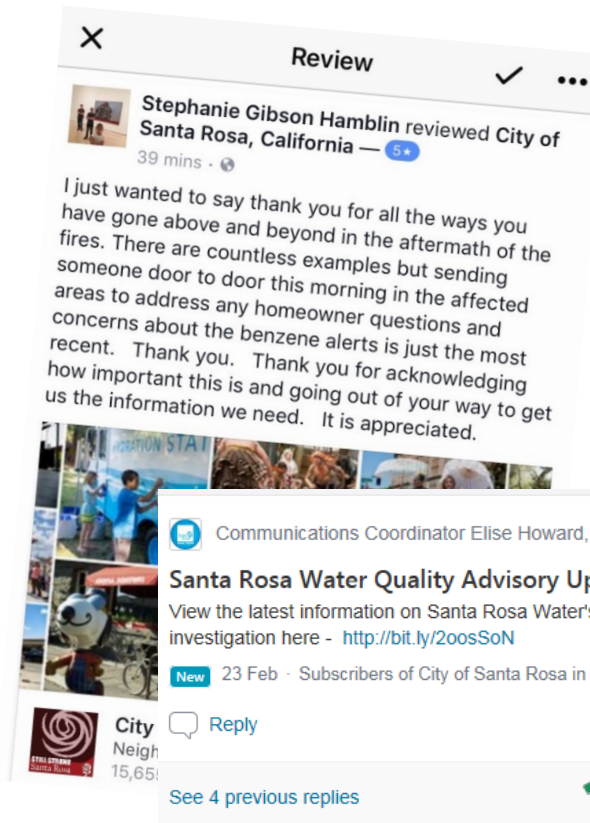 Review
Stephanie Gibson Hamblin reviewed City of
Santa Rosa, California — 5★
39 mins ·
I just wanted to say thank you for all the ways you
have gone above and beyond in the aftermath of the
fires. There are countless examples but sending
someone door to door this morning in the affected
areas to address any homeowner questions and
concerns about the benzene alerts is just the most
recent. Thank you. Thank you for acknowledging
how important this is and going out of your way to get
us the information we need. It is appreciated.
STILL STRONG
Santa Rosa
City
Neigh
15,65
Communications Coordinator Elise Howard,
Santa Rosa Water Quality Advisory Up
View the latest information on Santa Rosa Water's
investigation here - http://bit.ly/2oosSoN
New 23 Feb · Subscribers of City of Santa Rosa in
Reply
See 4 previous replies